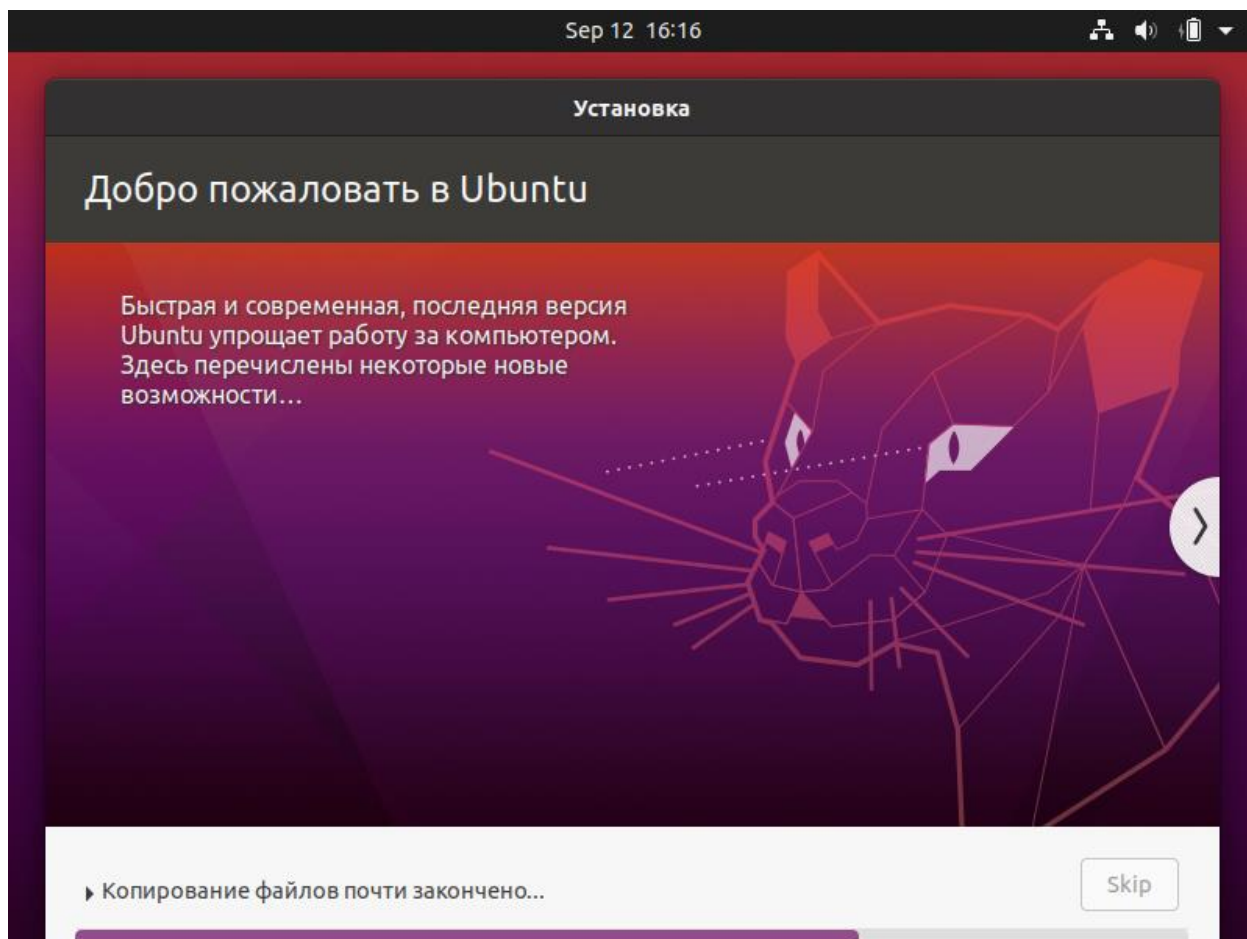 Sep 12 16:16
Установка
Добро пожаловать в Ubuntu
Быстрая и современная, последняя версия
Ubuntu упрощает работу за компьютером.
Здесь перечислены некоторые новые
возможности...
Копирование файлов почти закончено...
Skip